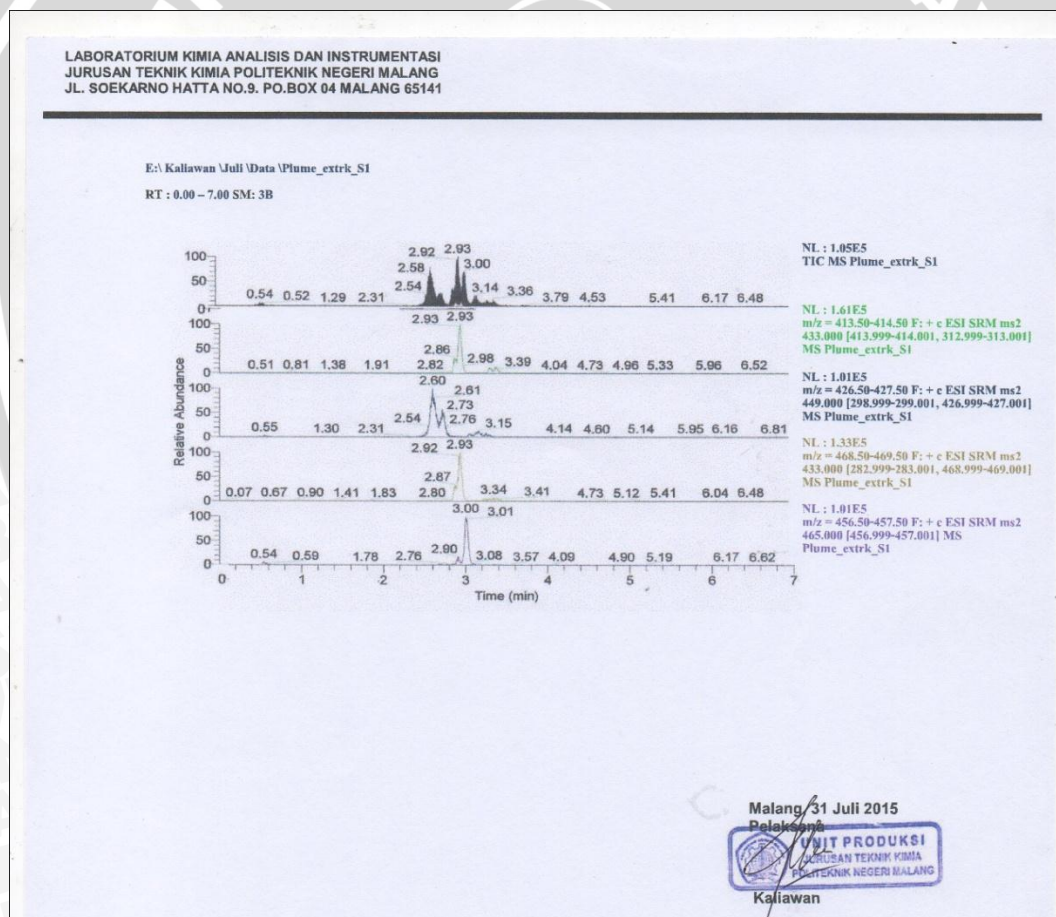 LABORATORIUM KIMIA ANALISIS DAN INSTRUMENTASI
JURUSAN TEKNIK KIMIA POLITEKNIK NEGERI MALANG
JL. SOEKARNO HATTA NO.9. PO.BOX 04 MALANG 65141
E:\ Kaliawan \Juli \Data \Plume_extrk_S1
RT : 0.00 – 7.00 SM: 3B
Relative Abundance
100
50
0
2.92 2.93
2.58 3.00
2.54 3.14 3.36
0.54 0.52 1.29 2.31 3.79 4.53 5.41 6.17 6.48
NL : 1.05E5
TIC MS Plume_extrk_S1
100
50
0
2.93 2.93
2.86
0.51 0.81 1.38 1.91 2.82 2.98 3.39 4.04 4.73 4.96 5.33 5.96 6.52
NL : 1.61E5
m/z = 413.50-414.50 F: + c ESI SRM ms2
433.000 [413.999-414.001, 312.999-313.001]
MS Plume_extrk_S1
100
50
0
2.60 2.61
2.73
2.54 2.76 3.15
0.55 1.30 2.31 4.14 4.60 5.14 5.95 6.16 6.81
NL : 1.01E5
m/z = 426.50-427.50 F: + c ESI SRM ms2
449.000 [298.999-299.001, 426.999-427.001]
MS Plume_extrk_S1
100
50
0
2.92 2.93
2.87
0.07 0.67 0.90 1.41 1.83 2.80 3.34 3.41 4.73 5.12 5.41 6.04 6.48
NL : 1.33E5
m/z = 468.50-469.50 F: + c ESI SRM ms2
433.000 [282.999-283.001, 468.999-469.001]
MS Plume_extrk_S1
100
50
0
3.00 3.01
0.54 0.59 1.78 2.76 2.90 3.08 3.57 4.09 4.90 5.19 6.17 6.62
NL : 1.01E5
m/z = 456.50-457.50 F: + c ESI SRM ms2
465.000 [456.999-457.001] MS
Plume_extrk_S1
0 1 2 3 4 5 6 7
Time (min)
Malang, 31 Juli 2015
Pelaksana
UNIT PRODUKSI
JURUSAN TEKNIK KIMIA
POLITEKNIK NEGERI MALANG
Kaliawan